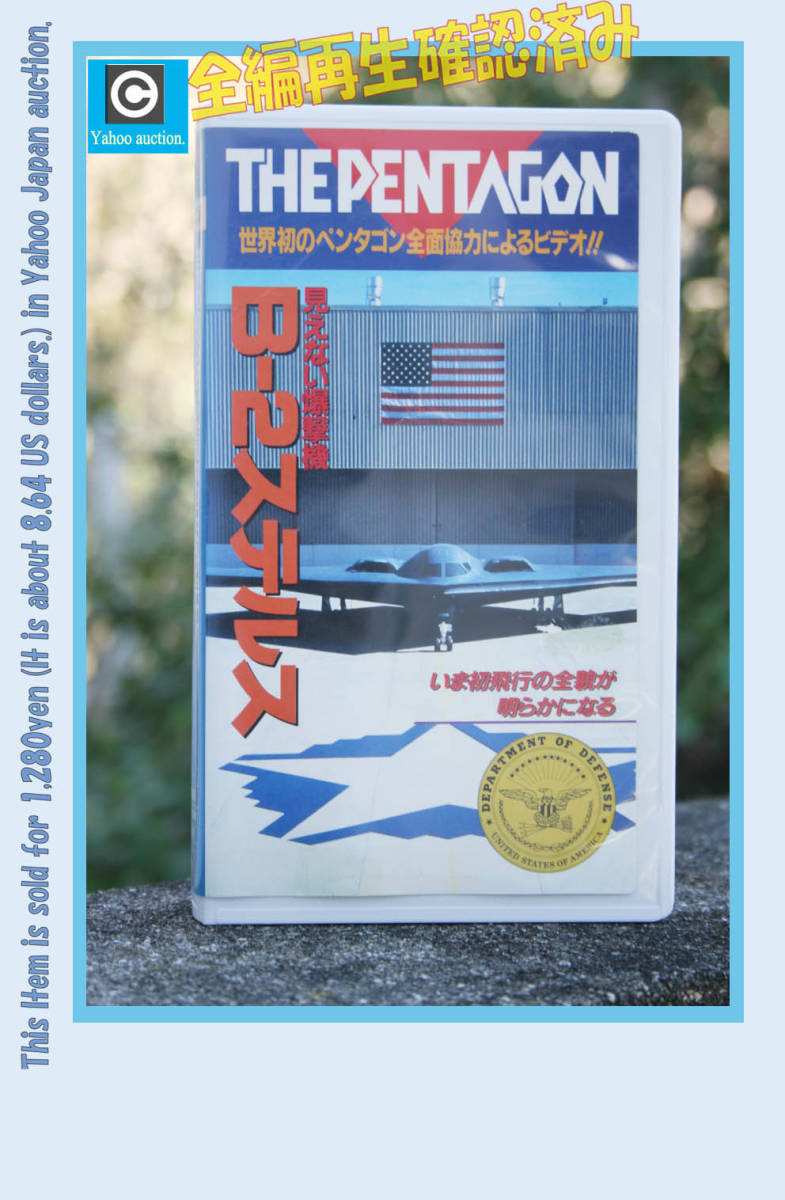 全編再生確認済み
C
Yahoo auction.
THE PENTAGON
世界初のペンタゴン全面協力によるビデオ!!
見えない爆撃機
B-2ステルス
いま初飛行の全貌が
明らかになる
DEPARTMENT OF DEFENSE
UNITED STATES OF AMERICA
This Item is sold for 1,280yen (It is about 8.64 US dollars.) in Yahoo Japan auction.